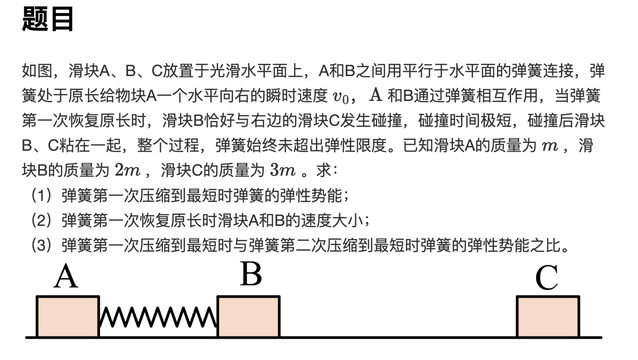 题目
如图，滑块A、B、C放置于光滑水平面上，A和B之间用平行于水平面的弹簧连接，弹
簧处于原长给物块A一个水平向右的瞬时速度 v₀，A 和B通过弹簧相互作用，当弹簧
第一次恢复原长时，滑块B恰好与右边的滑块C发生碰撞，碰撞时间极短，碰撞后滑块
B、C粘在一起，整个过程，弹簧始终未超出弹性限度。已知滑块A的质量为 m ，滑
块B的质量为 2m ，滑块C的质量为 3m 。求：
（1）弹簧第一次压缩到最短时弹簧的弹性势能；
（2）弹簧第一次恢复原长时滑块A和B的速度大小；
（3）弹簧第一次压缩到最短时与弹簧第二次压缩到最短时弹簧的弹性势能之比。
A B C